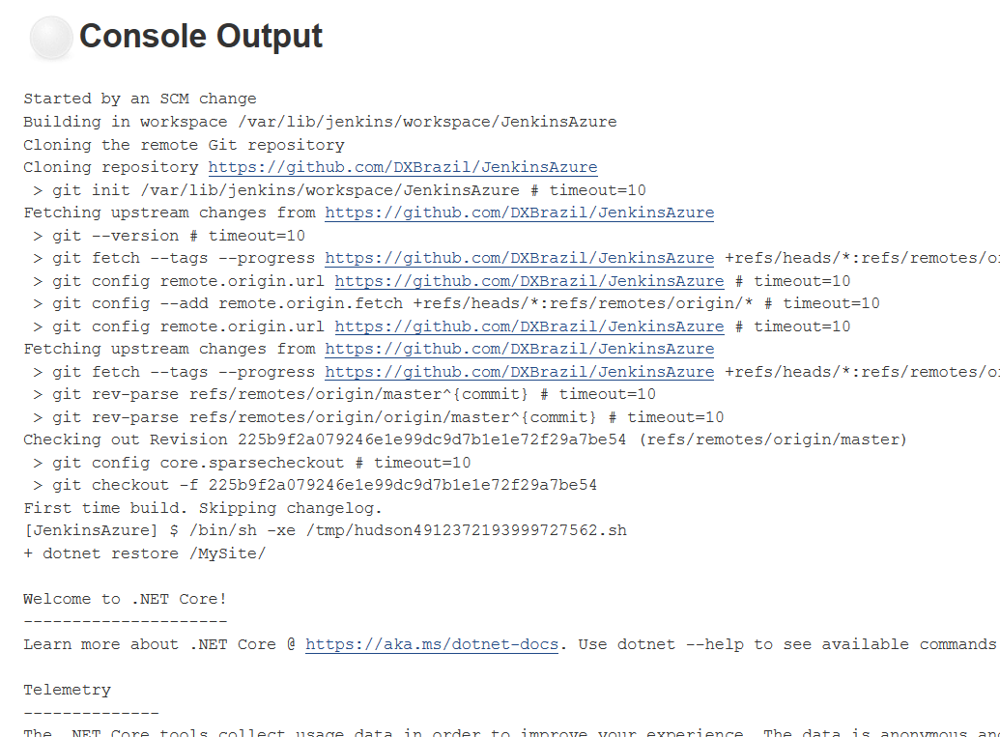 Console Output
Started by an SCM change
Building in workspace /var/lib/jenkins/workspace/JenkinsAzure
Cloning the remote Git repository
Cloning repository https://github.com/DXBrazil/JenkinsAzure
 > git init /var/lib/jenkins/workspace/JenkinsAzure # timeout=10
Fetching upstream changes from https://github.com/DXBrazil/JenkinsAzure
 > git --version # timeout=10
 > git fetch --tags --progress https://github.com/DXBrazil/JenkinsAzure +refs/heads/*:refs/remotes/o
 > git config remote.origin.url https://github.com/DXBrazil/JenkinsAzure # timeout=10
 > git config --add remote.origin.fetch +refs/heads/*:refs/remotes/origin/* # timeout=10
 > git config remote.origin.url https://github.com/DXBrazil/JenkinsAzure # timeout=10
Fetching upstream changes from https://github.com/DXBrazil/JenkinsAzure
 > git fetch --tags --progress https://github.com/DXBrazil/JenkinsAzure +refs/heads/*:refs/remotes/o
 > git rev-parse refs/remotes/origin/master^{commit} # timeout=10
 > git rev-parse refs/remotes/origin/origin/master^{commit} # timeout=10
Checking out Revision 225b9f2a079246e1e99dc9d7b1e1e72f29a7be54 (refs/remotes/origin/master)
 > git config core.sparsecheckout # timeout=10
 > git checkout -f 225b9f2a079246e1e99dc9d7b1e1e72f29a7be54
First time build. Skipping changelog.
[JenkinsAzure] $ /bin/sh -xe /tmp/hudson4912372193999727562.sh
+ dotnet restore /MySite/
Welcome to .NET Core!
---------------------
Learn more about .NET Core @ https://aka.ms/dotnet-docs. Use dotnet --help to see available commands
Telemetry
--------------
The .NET Core tools collect usage data in order to improve your experience. The data is anonymous and